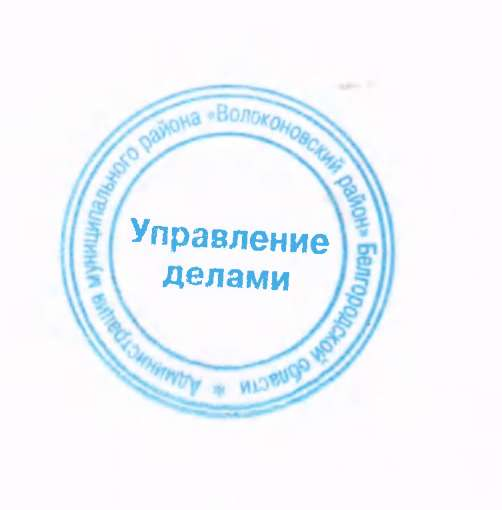 Администрация муниципального района «Волоконовский район» Белгородской области *
Управление
делами